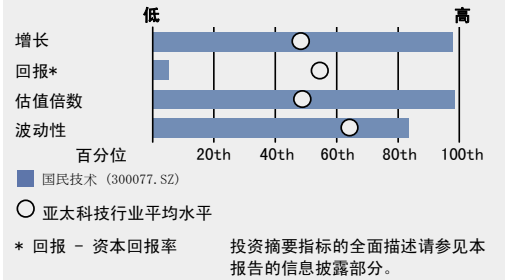 低 高
增长
回报*
估值倍数
波动性
百分位 20th 40th 60th 80th 100th
国民技术 (300077.SZ)
亚太科技行业平均水平
* 回报 - 资本回报率 投资摘要指标的全面描述请参见本
报告的信息披露部分。